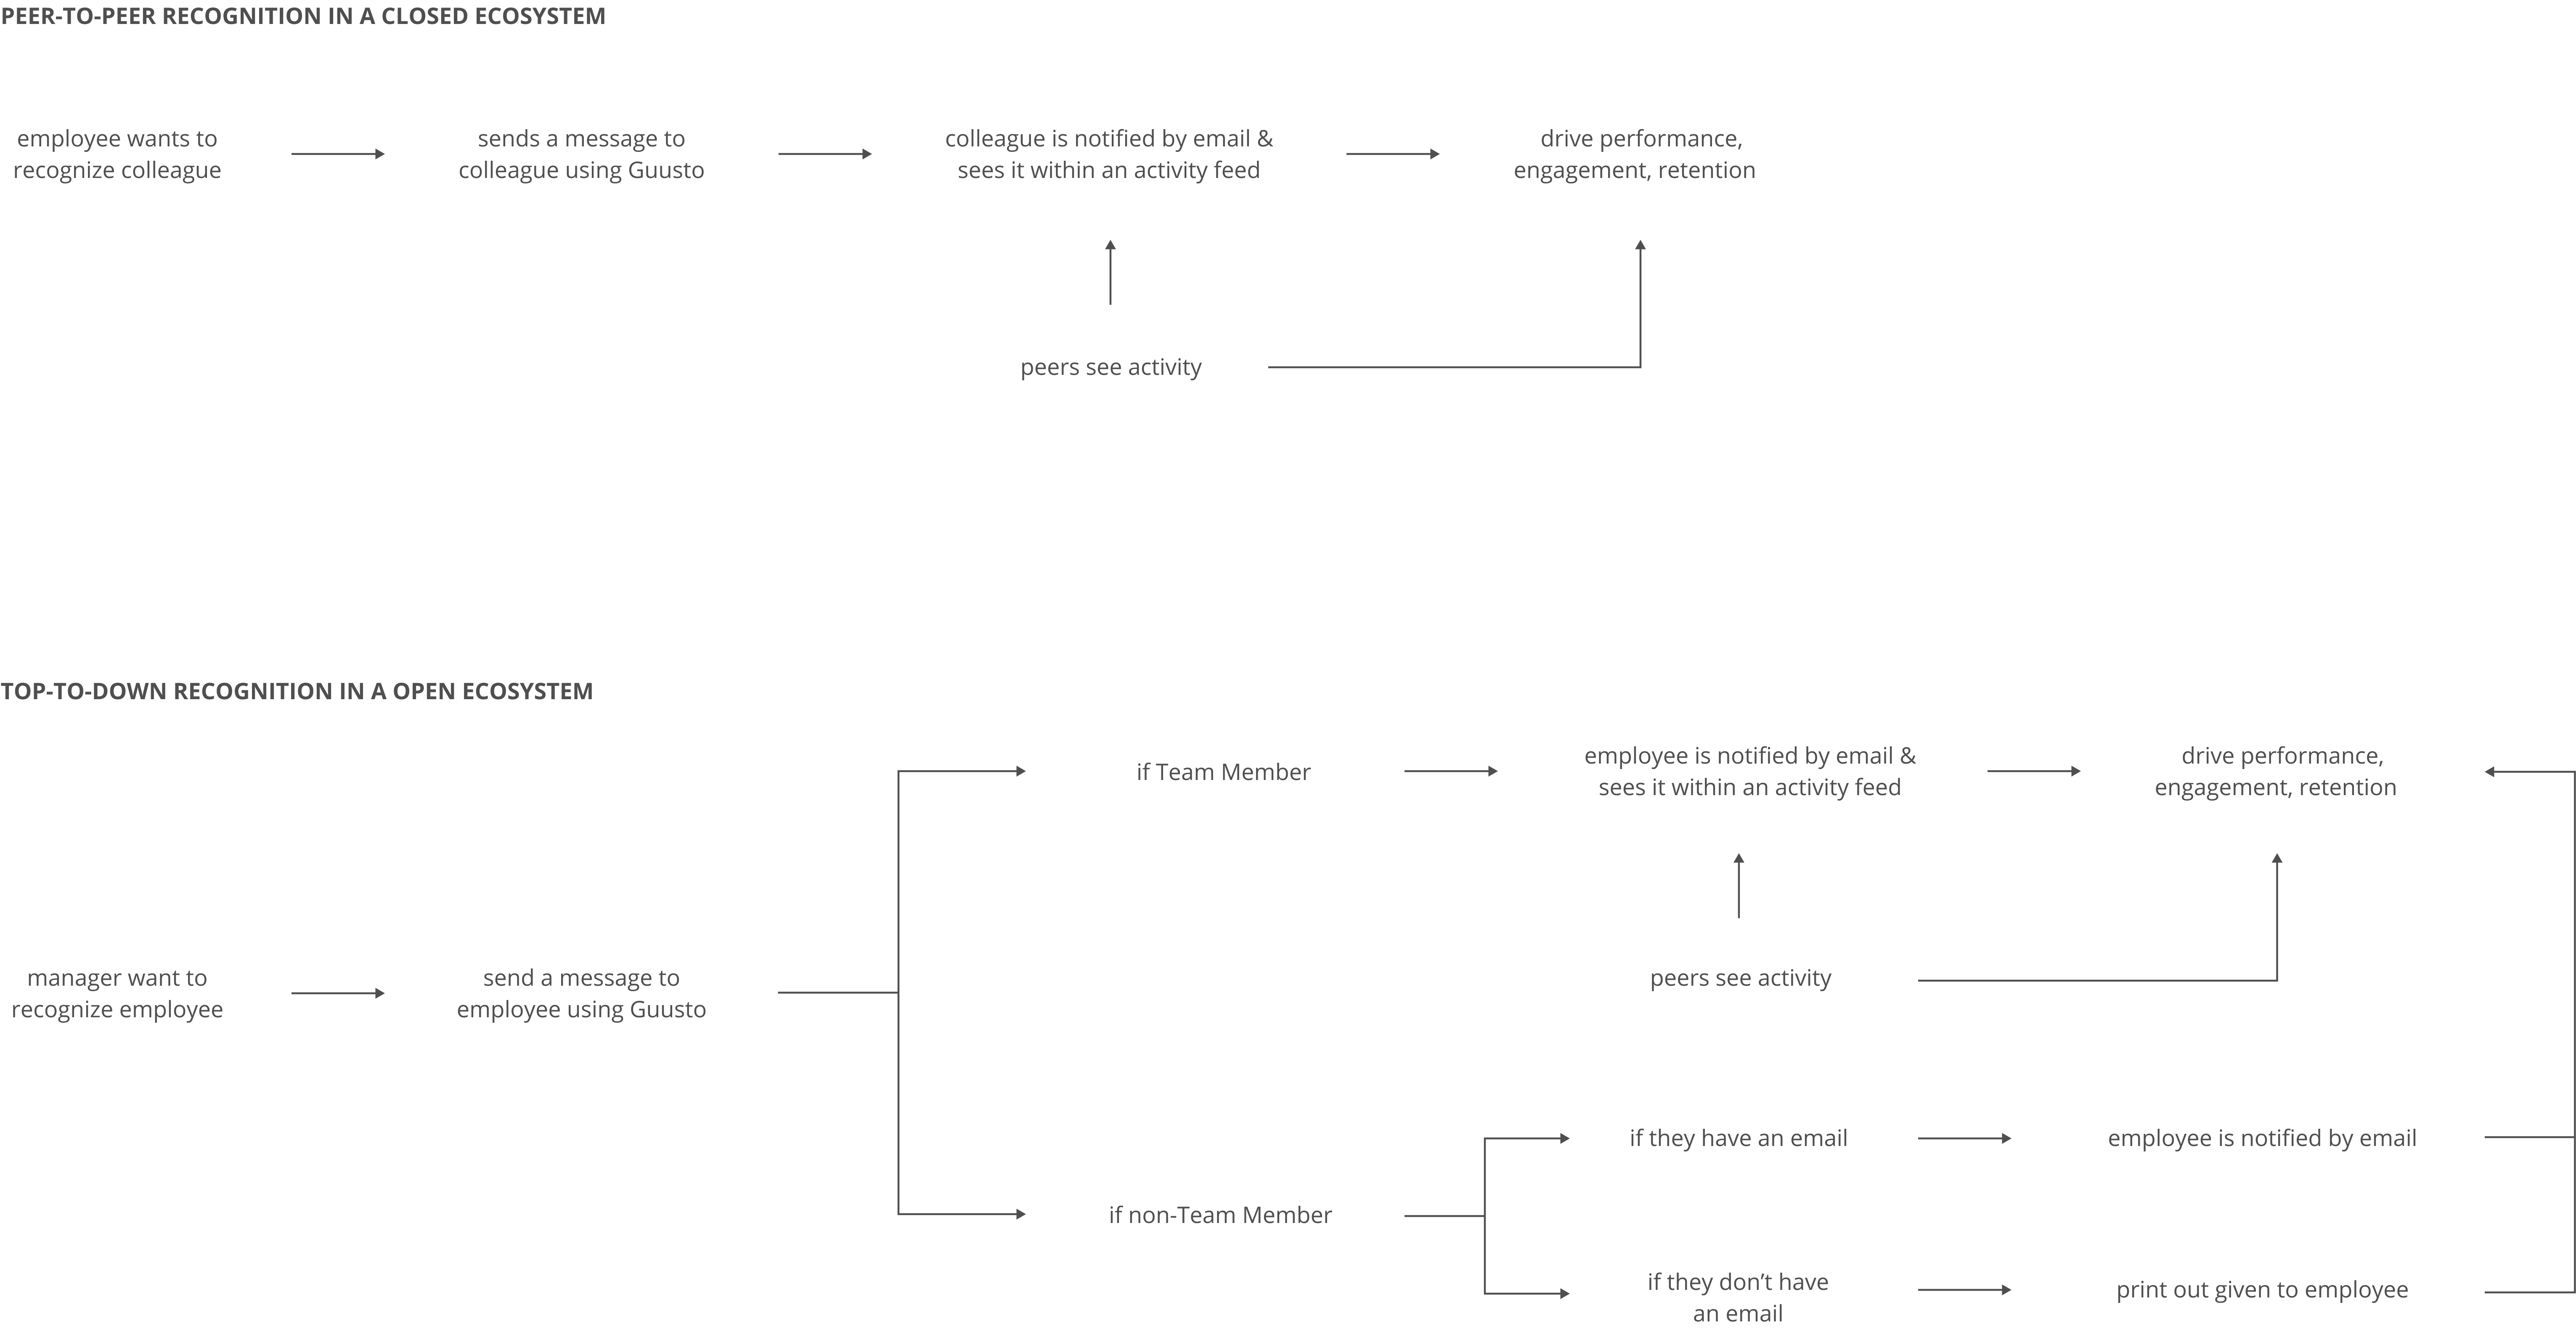 PEER-TO-PEER RECOGNITION IN A CLOSED ECOSYSTEM
employee wants to
recognize colleague
sends a message to
colleague using Guusto
colleague is notified by email &
sees it within an activity feed
drive performance,
engagement, retention
peers see activity
TOP-TO-DOWN RECOGNITION IN A OPEN ECOSYSTEM
manager want to
recognize employee
send a message to
employee using Guusto
if Team Member
employee is notified by email &
sees it within an activity feed
drive performance,
engagement, retention
peers see activity
if non-Team Member
if they have an email
employee is notified by email
if they don’t have
an email
print out given to employee